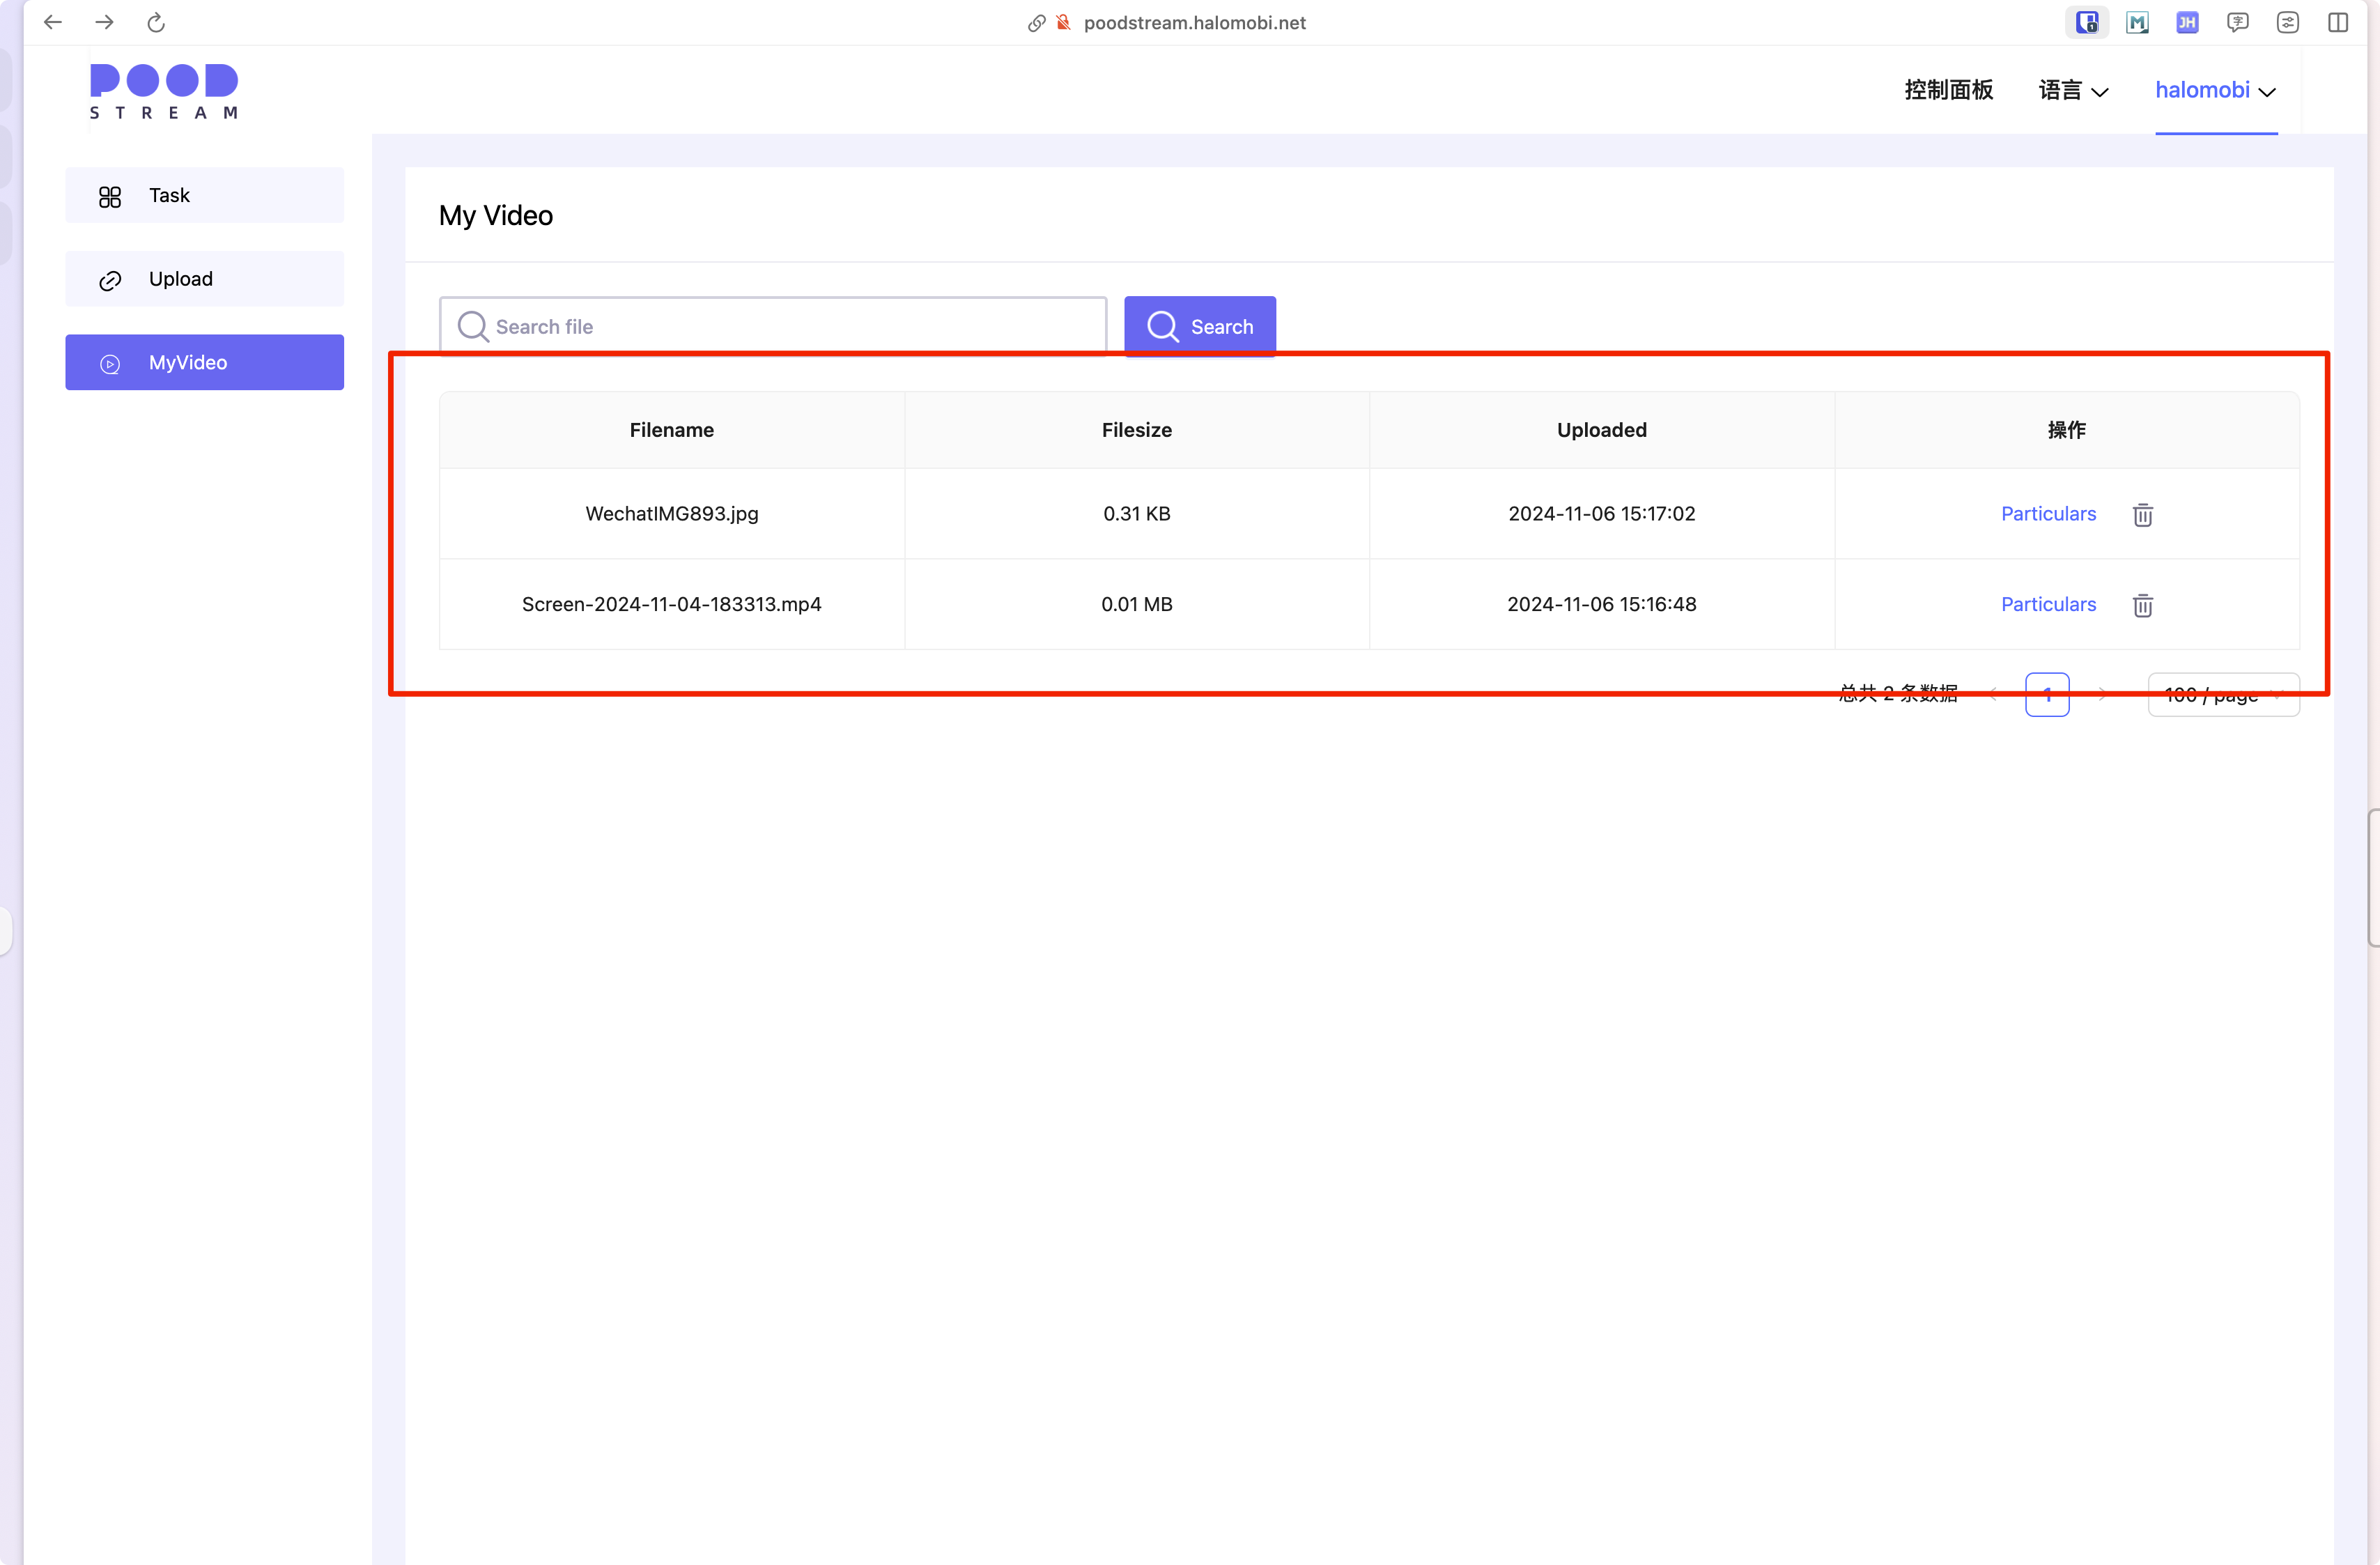 poodstream.halomobi.net
JH
POOD
STREAM
控制面板
语言
halomobi
Task
Upload
MyVideo
My Video
Search file
Search
Filename
Filesize
Uploaded
操作
WechatIMG893.jpg
0.31 KB
2024-11-06 15:17:02
Particulars
Screen-2024-11-04-183313.mp4
0.01 MB
2024-11-06 15:16:48
Particulars
总共 2 条数据
1
100 / page